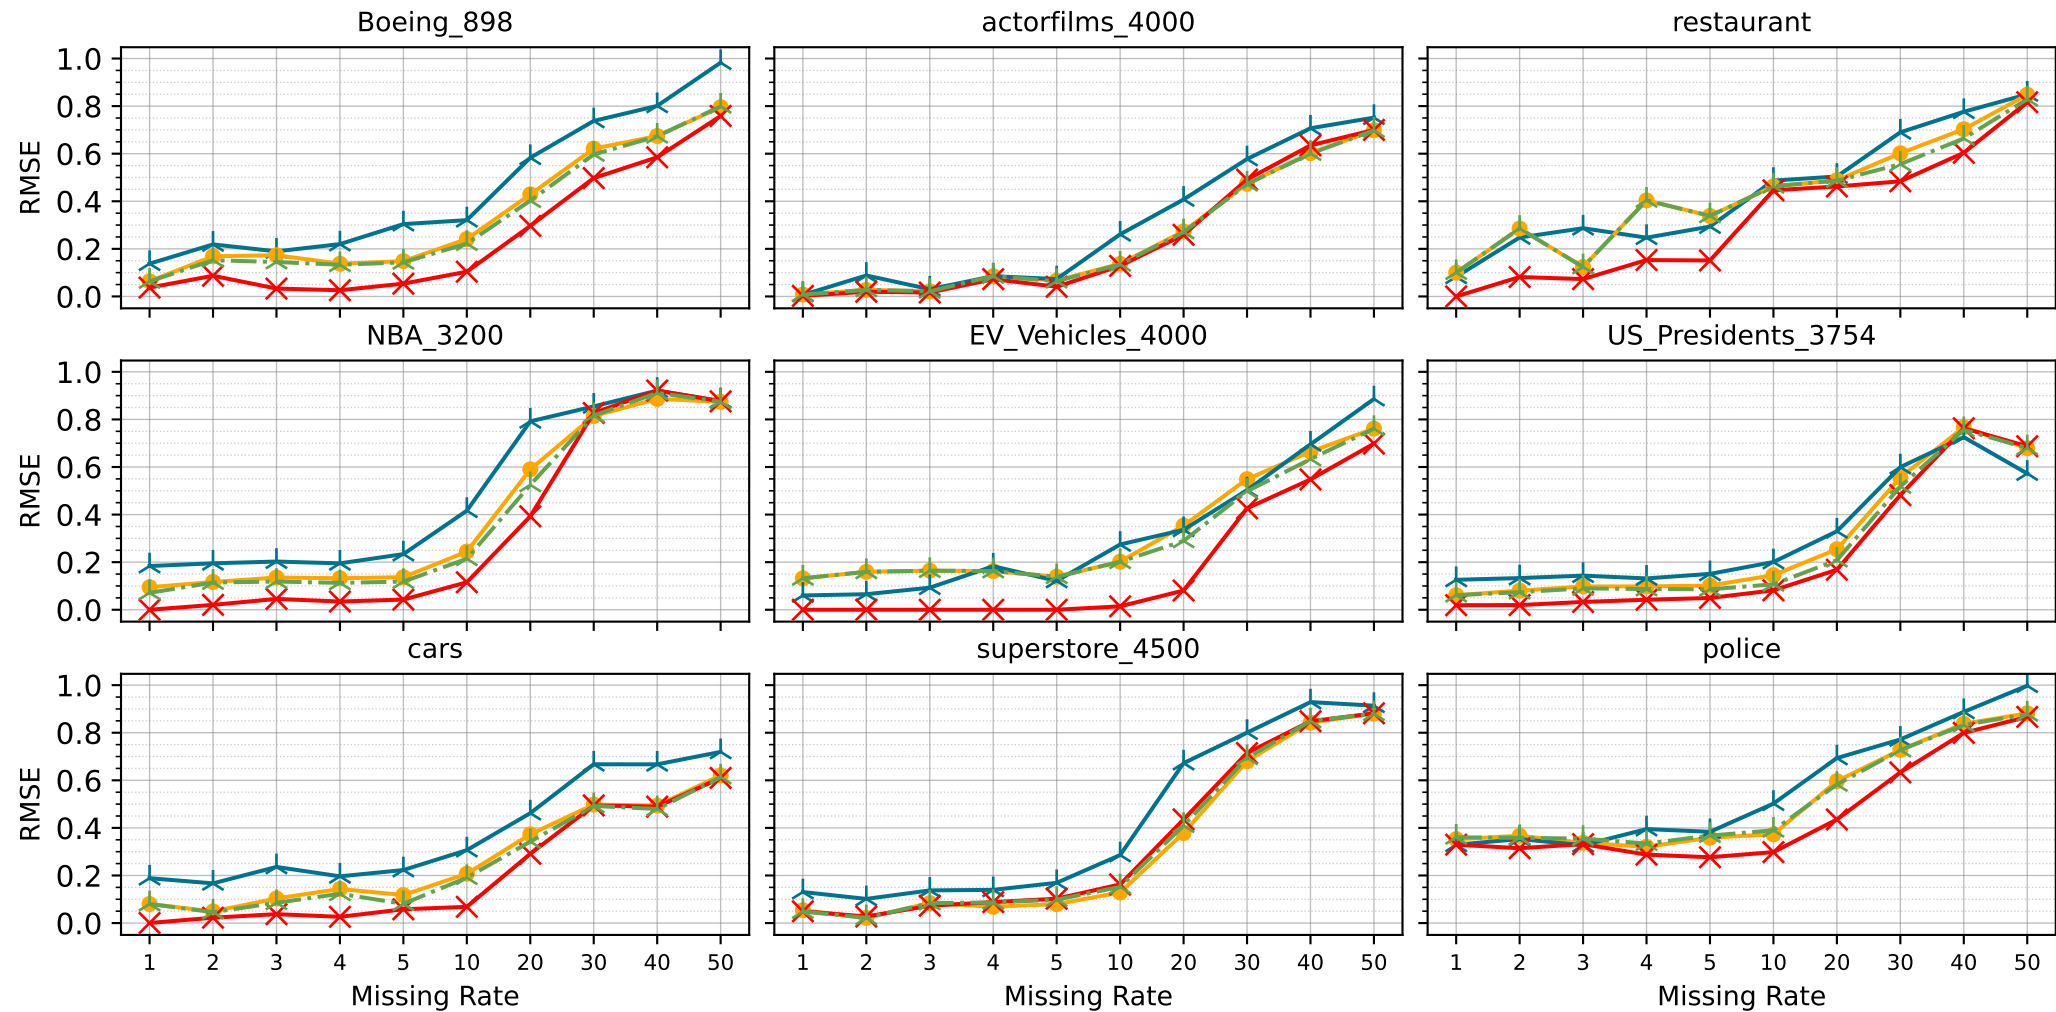 Boeing_898 actorfilms_4000 restaurant
RMSE
1.0
0.8
0.6
0.4
0.2
0.0
NBA_3200 EV_Vehicles_4000 US_Presidents_3754
RMSE
1.0
0.8
0.6
0.4
0.2
0.0
cars superstore_4500 police
RMSE
1.0
0.8
0.6
0.4
0.2
0.0
1 2 3 4 5 10 20 30 40 50 1 2 3 4 5 10 20 30 40 50 1 2 3 4 5 10 20 30 40 50
Missing Rate Missing Rate Missing Rate